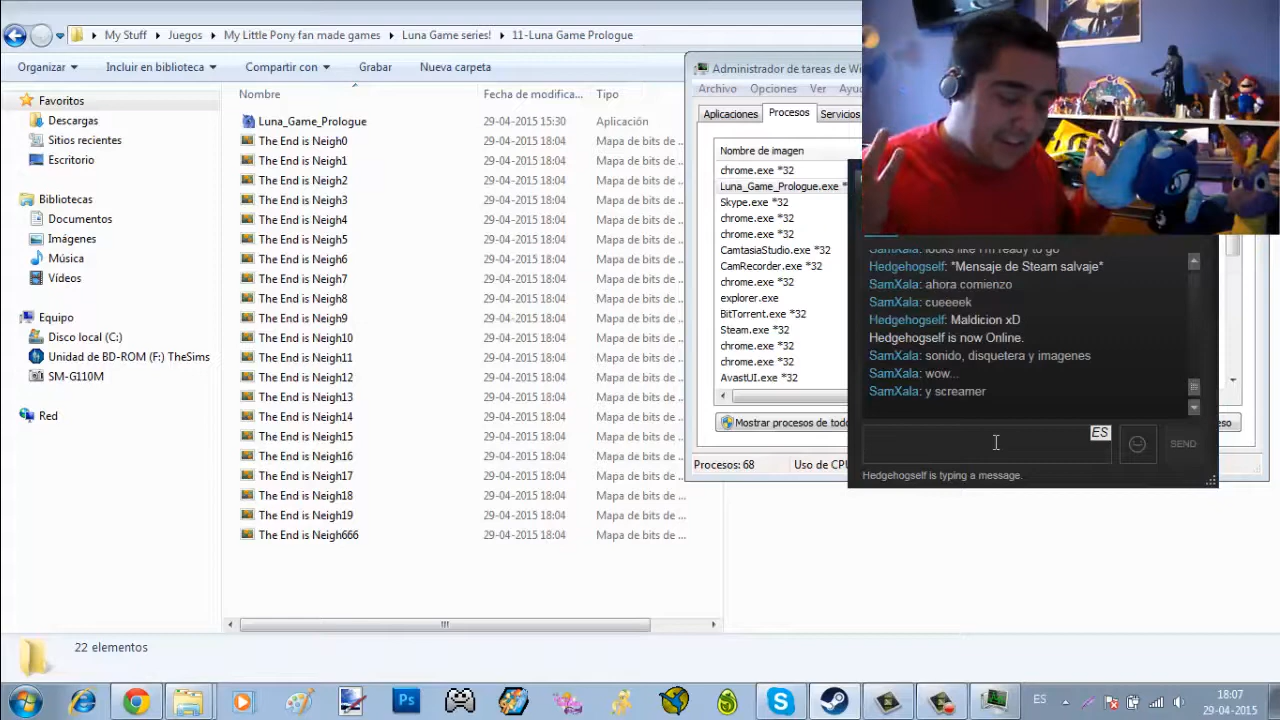 My Stuff Juegos My Little Pony fan made games Luna Game series! 11-Luna Game Prologue
Organizar Incluir en biblioteca Compartir con Grabar Nueva carpeta
Favoritos
Descargas
Sitios recientes
Escritorio
Bibliotecas
Documentos
Imágenes
Música
Vídeos
Equipo
Disco local (C:)
Unidad de BD-ROM (F:) TheSims
SM-G110M
Red
Nombre Fecha de modifica... Tipo
Luna_Game_Prologue 29-04-2015 15:30 Aplicación
The End is Neigh0 29-04-2015 18:04 Mapa de bits de ...
The End is Neigh1 29-04-2015 18:04 Mapa de bits de ...
The End is Neigh2 29-04-2015 18:04 Mapa de bits de ...
The End is Neigh3 29-04-2015 18:04 Mapa de bits de ...
The End is Neigh4 29-04-2015 18:04 Mapa de bits de ...
The End is Neigh5 29-04-2015 18:04 Mapa de bits de ...
The End is Neigh6 29-04-2015 18:04 Mapa de bits de ...
The End is Neigh7 29-04-2015 18:04 Mapa de bits de ...
The End is Neigh8 29-04-2015 18:04 Mapa de bits de ...
The End is Neigh9 29-04-2015 18:04 Mapa de bits de ...
The End is Neigh10 29-04-2015 18:04 Mapa de bits de ...
The End is Neigh11 29-04-2015 18:04 Mapa de bits de ...
The End is Neigh12 29-04-2015 18:04 Mapa de bits de ...
The End is Neigh13 29-04-2015 18:04 Mapa de bits de ...
The End is Neigh14 29-04-2015 18:04 Mapa de bits de ...
The End is Neigh15 29-04-2015 18:04 Mapa de bits de ...
The End is Neigh16 29-04-2015 18:04 Mapa de bits de ...
The End is Neigh17 29-04-2015 18:04 Mapa de bits de ...
The End is Neigh18 29-04-2015 18:04 Mapa de bits de ...
The End is Neigh19 29-04-2015 18:04 Mapa de bits de ...
The End is Neigh666 29-04-2015 18:04 Mapa de bits de ...
22 elementos
Administrador de tareas de Wi
Archivo Opciones Ver Ayu
Aplicaciones Procesos Servicios
Nombre de imagen
chrome.exe *32
Luna_Game_Prologue.exe
Skype.exe *32
chrome.exe *32
chrome.exe *32
CamtasiaStudio.exe *32
CamRecorder.exe *32
chrome.exe *32
explorer.exe
BitTorrent.exe *32
Steam.exe *32
chrome.exe *32
chrome.exe *32
AvastUI.exe *32
Mostrar procesos de todo
Procesos: 68 Uso de CPU
SamXala: looks like I'm ready to go
Hedgehogself: *Mensaje de Steam salvaje*
SamXala: ahora comienzo
SamXala: cueeeek
Hedgehogself: Maldicion xD
Hedgehogself is now Online.
SamXala: sonido, disquetera y imagenes
SamXala: wow...
SamXala: y screamer
ES
SEND
Hedgehogself is typing a message.
Ps
ES
18:07
29-04-2015